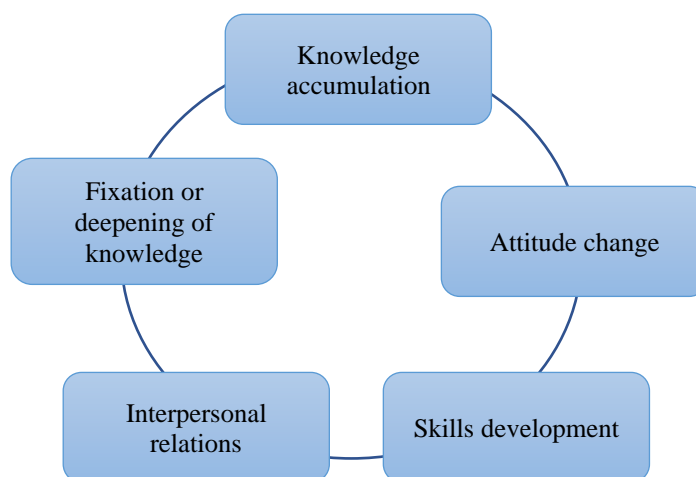 Knowledge
accumulation
Attitude change
Skills development
Interpersonal
relations
Fixation or
deepening of
knowledge